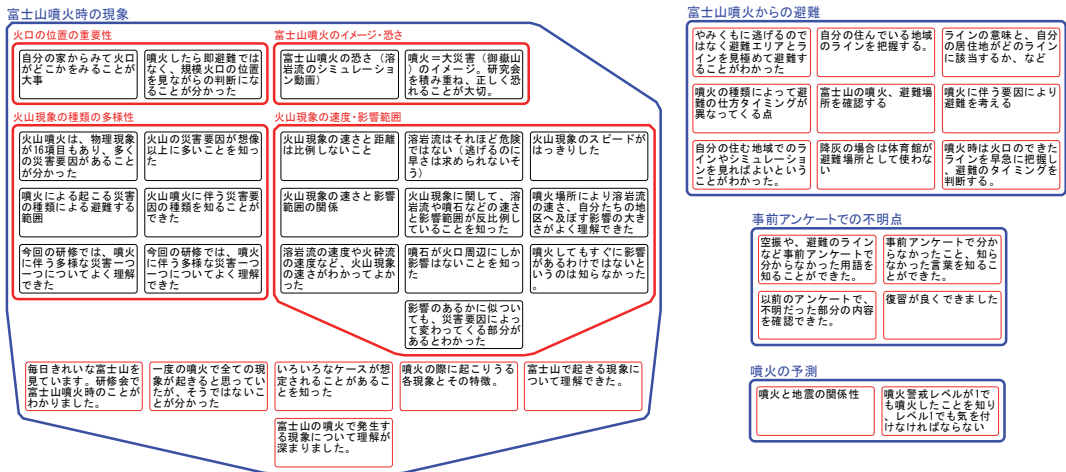 富士山噴火時の現象
火口の位置の重要性
自分の家からみて火口
がどこかをみることが
大事
噴火したら即避難では
なく、規模火口の位置
を見ながらの判断にな
ることが分かった
富士山噴火のイメージ・恐さ
富士山噴火の恐さ（溶
岩流のシミュレーショ
ン動画）
噴火＝大災害（御嶽山
）のイメージ。研究会
を積み重ね、正しく恐
れることが大切。
火山現象の種類の多様性
火山噴火は、物理現象
が16項目もあり、多く
の災害要因があること
が分かった
火山の災害要因が想像
以上に多いことを知っ
た
噴火による起こる災害
の種類による避難する
範囲
火山噴火に伴う災害要
因の種類を知ることが
できた
今回の研修では、噴火
に伴う多様な災害一つ
一つについてよく理解
できた
今回の研修では、噴火
に伴う多様な災害一つ
一つについてよく理解
できた
火山現象の速度・影響範囲
火山現象の速さと距離
は比例しないこと
溶岩流はそれほど危険
ではない（逃げるのに
早さは求められないそ
う）
火山現象のスピードが
はっきりした
火山現象の速さと影響
範囲の関係
火山現象に関して、溶
岩流や噴石などの速さ
と影響範囲が反比例し
ていることを知った
噴火場所により溶岩流
の速さ、自分たちの地
区へ及ぼす影響の大き
さがよく理解できた
溶岩流の速度や火砕流
の速度など、火山現象
の速さがわかってよか
った
噴石が火口周辺にしか
影響はないことを知っ
た
噴火してもすぐに影響
があるわけではないと
いうのは知らなかった
。
影響のあるかに似つい
ても、災害要因によっ
て変わってくる部分が
あるとわかった
毎日きれいな富士山を
見ています。研修会で
富士山噴火時のことが
わかりました。
一度の噴火で全ての現
象が起きると思ってい
たが、そうではないこ
とが分かった
いろいろなケースが想
定されることがあるこ
とを知った
噴火の際に起こりうる
各現象とその特徴。
富士山で起きる現象に
ついて理解できた。
富士山の噴火で発生す
る現象について理解が
深まりました。
富士山噴火からの避難
やみくもに逃げるので
はなく避難エリアとラ
インを見極めて避難す
ることがわかった
自分の住んでいる地域
のラインを把握する。
ラインの意味と、自分
の居住地がどのライン
に該当するか、など
噴火の種類によって避
難の仕方タイミングが
異なってくる点
富士山の噴火、避難場
所を確認する
噴火に伴う要因により
避難を考える
自分の住む地域でのラ
インやシミュレーショ
ンを見ればよいという
ことがわかった。
降灰の場合は体育館が
避難場所として使わな
い
噴火時は火口のできた
ラインを早急に把握し
、避難のタイミングを
判断する。
事前アンケートでの不明点
空振や、避難のライン
など事前アンケートで
分からなかった用語を
知ることができた。
事前アンケートで分か
らなかったこと、知ら
なかった言葉を知るこ
とができた。
以前のアンケートで、
不明だった部分の内容
を確認できた。
復習が良くできました
噴火の予測
噴火と地震の関係性
噴火警戒レベルが1で
も噴火したことを知り
、レベル1でも気を付
けなければならない